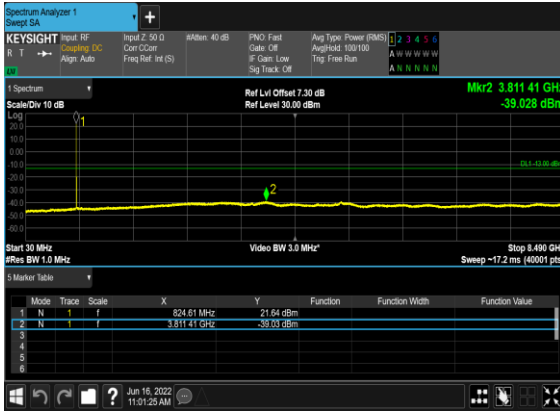 Spectrum Analyzer 1
Swept SA
+
KEYSIGHT Input: RF Input Z: 50 Ω #Atten: 40 dB PNO: Fast Avg Type: Power (RMS) 1 2 3 4 5 6
R T Coupling: DC Corr CCorr Gate: Off Avg|Hold: 100/100 A W W W W W
Align: Auto Freq Ref: Int (S) IF Gain: Low Trig: Free Run
Sig Track: Off A N N N N N
1 Spectrum Ref Lvl Offset 7.30 dB Mkr2 3.811 41 GHz
Scale/Div 10 dB Ref Level 30.00 dBm -39.028 dBm
Log
20.0
10.0
0.00
-10.0
DL1 -13.00 dBm
-20.0
-30.0
-40.0
-50.0
-60.0
1
2
Start 30 MHz Video BW 3.0 MHz* Stop 8.490 GHz
#Res BW 1.0 MHz Sweep ~17.2 ms (40001 pts)
5 Marker Table
Mode Trace Scale X Y Function Function Width Function Value
1 N 1 f 824.61 MHz 21.64 dBm
2 N 1 f 3.811 41 GHz -39.03 dBm
3
4
5
6
? Jun 16, 2022
11:01:25 AM